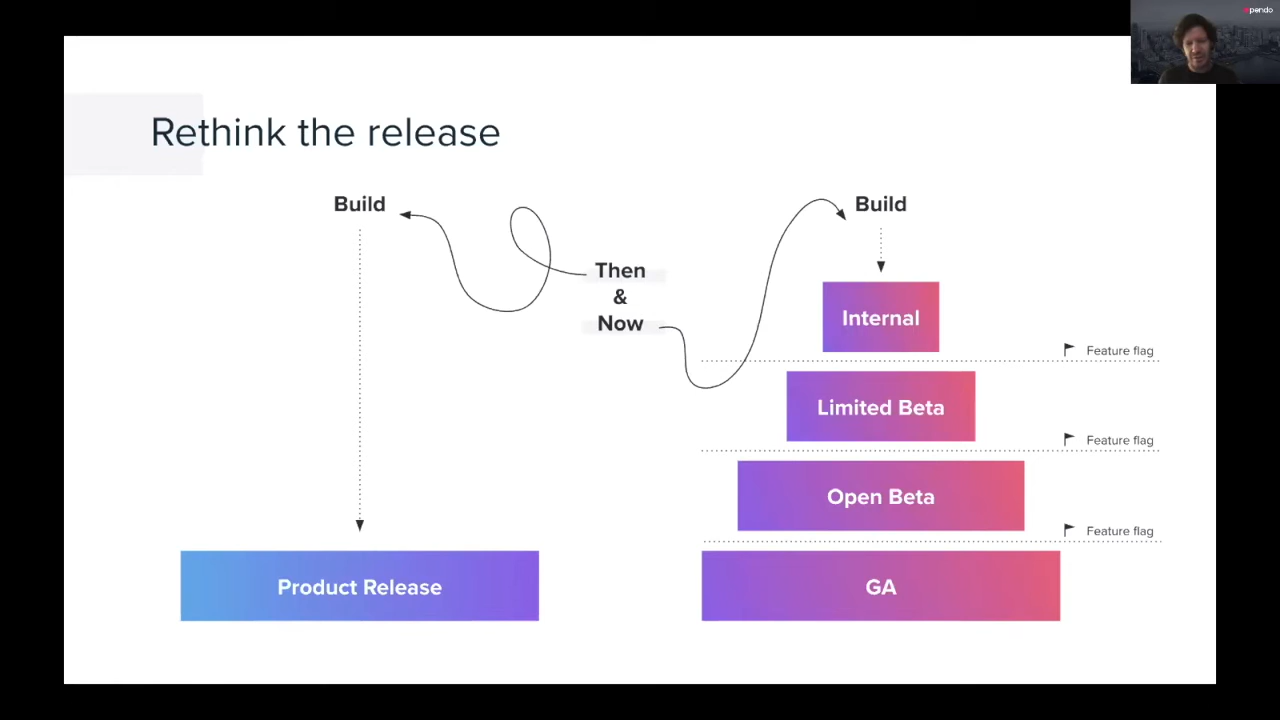 pendo
Rethink the release
Build
Build
Then
&
Now
Internal
Feature flag
Limited Beta
Feature flag
Open Beta
Feature flag
Product Release
GA